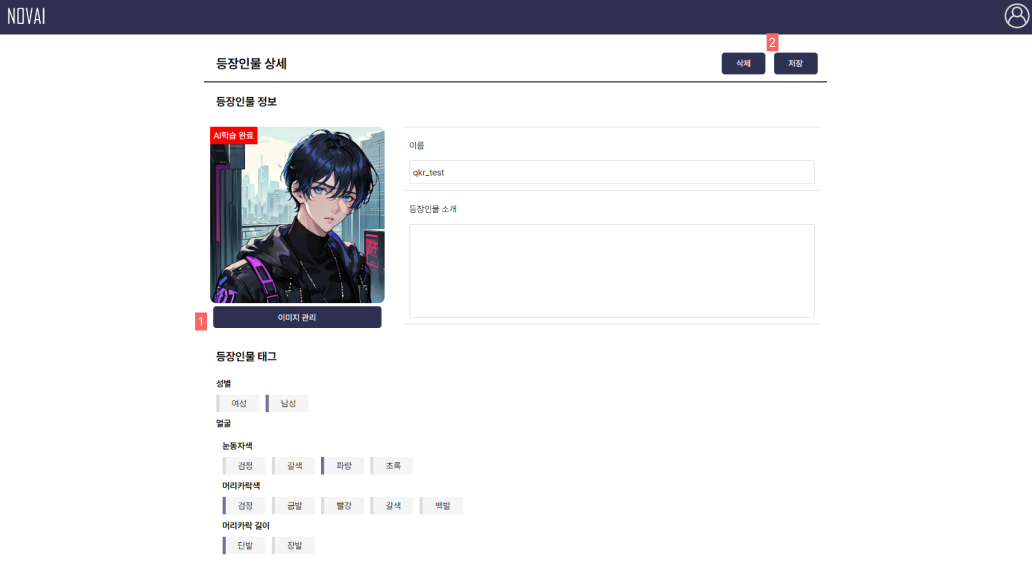 NOVAI
2
등장인물 상세
삭제
저장
등장인물 정보
AI학습 완료
이름
qkr_test
등장인물 소개
1
이미지 관리
등장인물 태그
성별
여성
남성
얼굴
눈동자색
검정
갈색
파랑
초록
머리카락색
검정
금발
빨강
갈색
백발
머리카락 길이
단발
장발